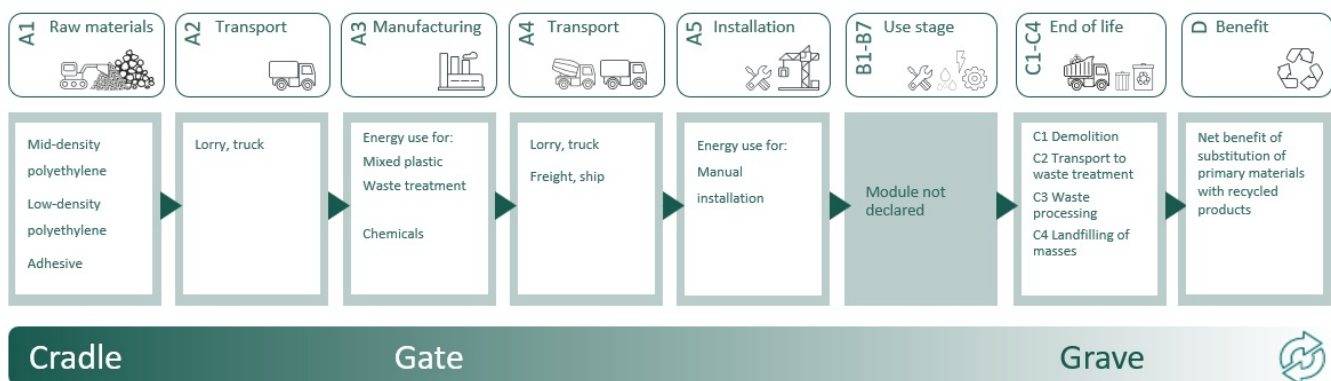 A1 Raw materials
A2 Transport
A3 Manufacturing
A4 Transport
A5 Installation
B1-B7 Use stage
C1-C4 End of life
D Benefit
Mid-density
polyethylene
Low-density
polyethylene
Adhesive
Lorry, truck
Energy use for:
Mixed plastic
Waste treatment
Chemicals
Lorry, truck
Freight, ship
Energy use for:
Manual
installation
Module not
declared
C1 Demolition
C2 Transport to
waste treatment
C3 Waste
processing
C4 Landfilling of
masses
Net benefit of
substitution of
primary materials
with recycled
products
Cradle
Gate
Grave